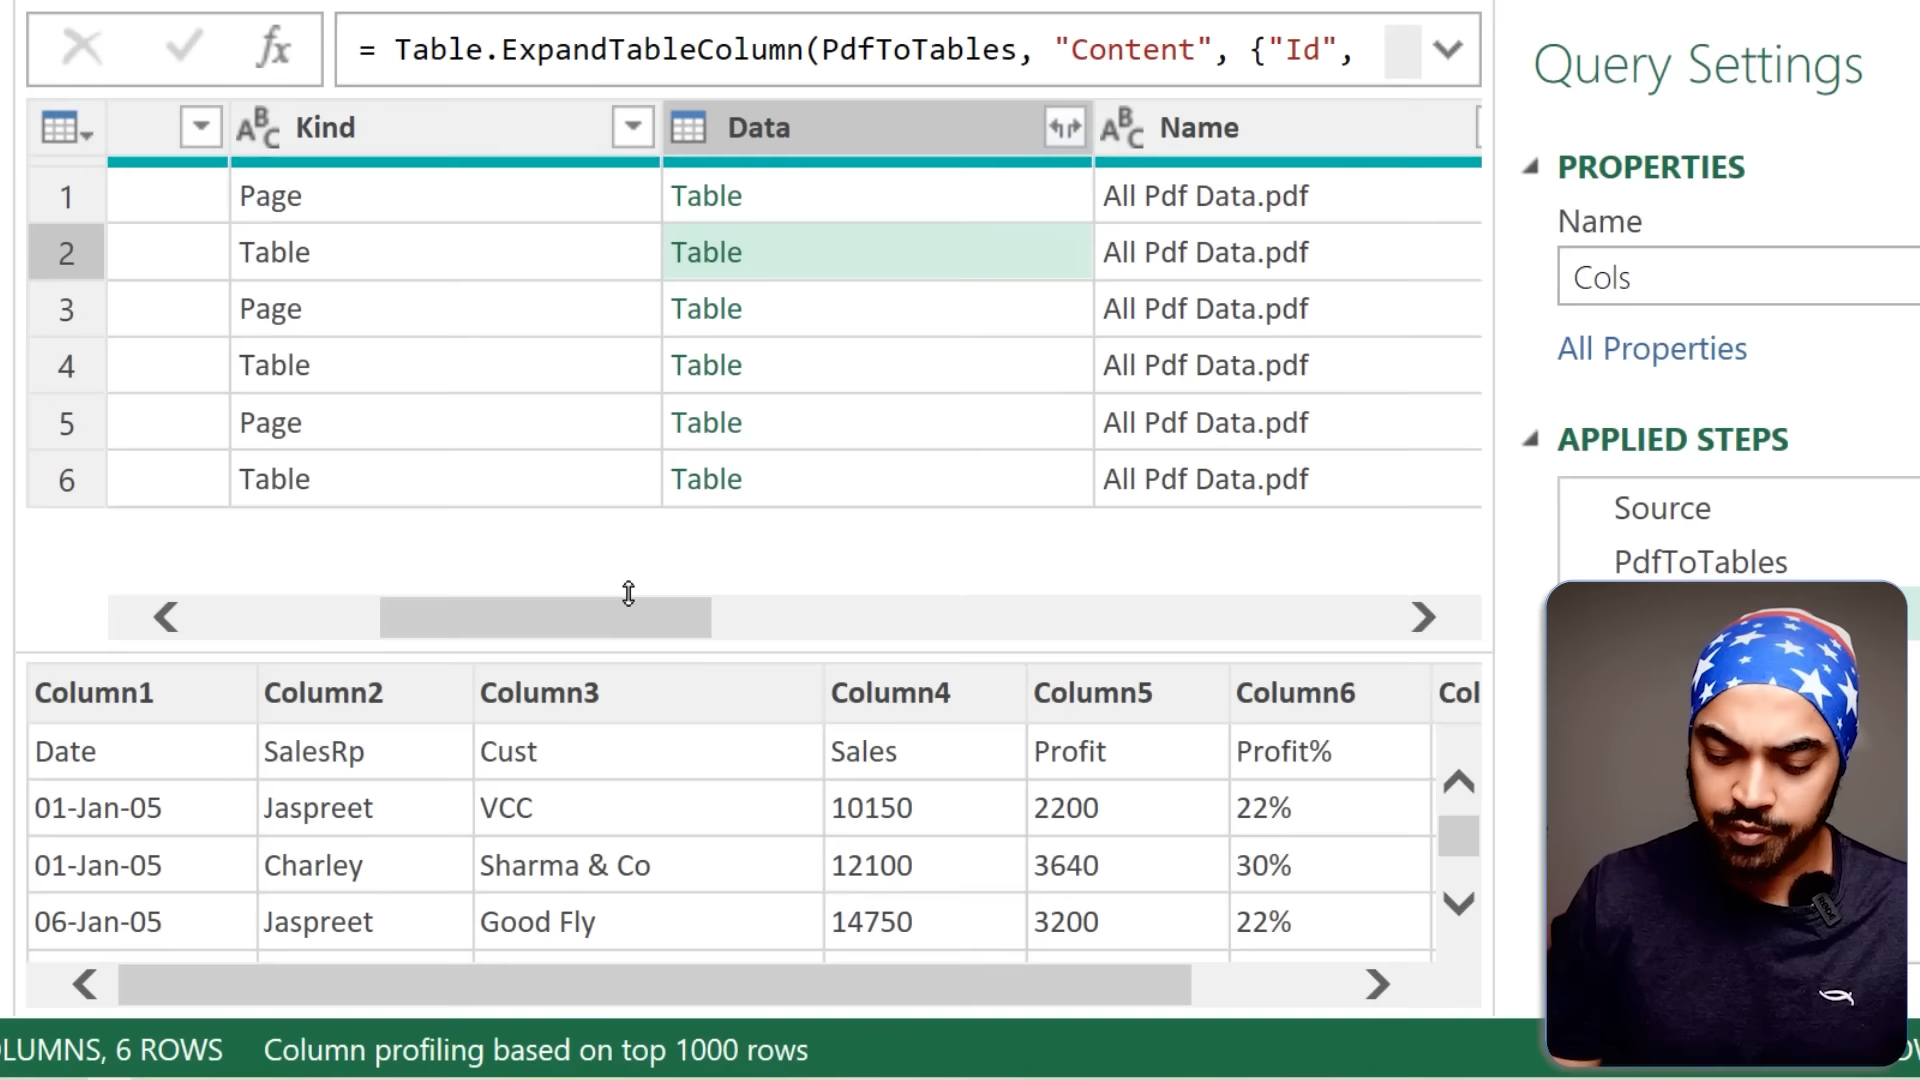 fx = Table.ExpandTableColumn(PdfToTables, "Content", {"Id",
Query Settings
ABC Kind Data ABC Name
1 Page Table All Pdf Data.pdf
2 Table Table All Pdf Data.pdf
3 Page Table All Pdf Data.pdf
4 Table Table All Pdf Data.pdf
5 Page Table All Pdf Data.pdf
6 Table Table All Pdf Data.pdf
PROPERTIES
Name
Cols
All Properties
APPLIED STEPS
Source
PdfToTables
Column1 Column2 Column3 Column4 Column5 Column6 Col
Date SalesRp Cust Sales Profit Profit%
01-Jan-05 Jaspreet VCC 10150 2200 22%
01-Jan-05 Charley Sharma & Co 12100 3640 30%
06-Jan-05 Jaspreet Good Fly 14750 3200 22%
LUMNS, 6 ROWS Column profiling based on top 1000 rows